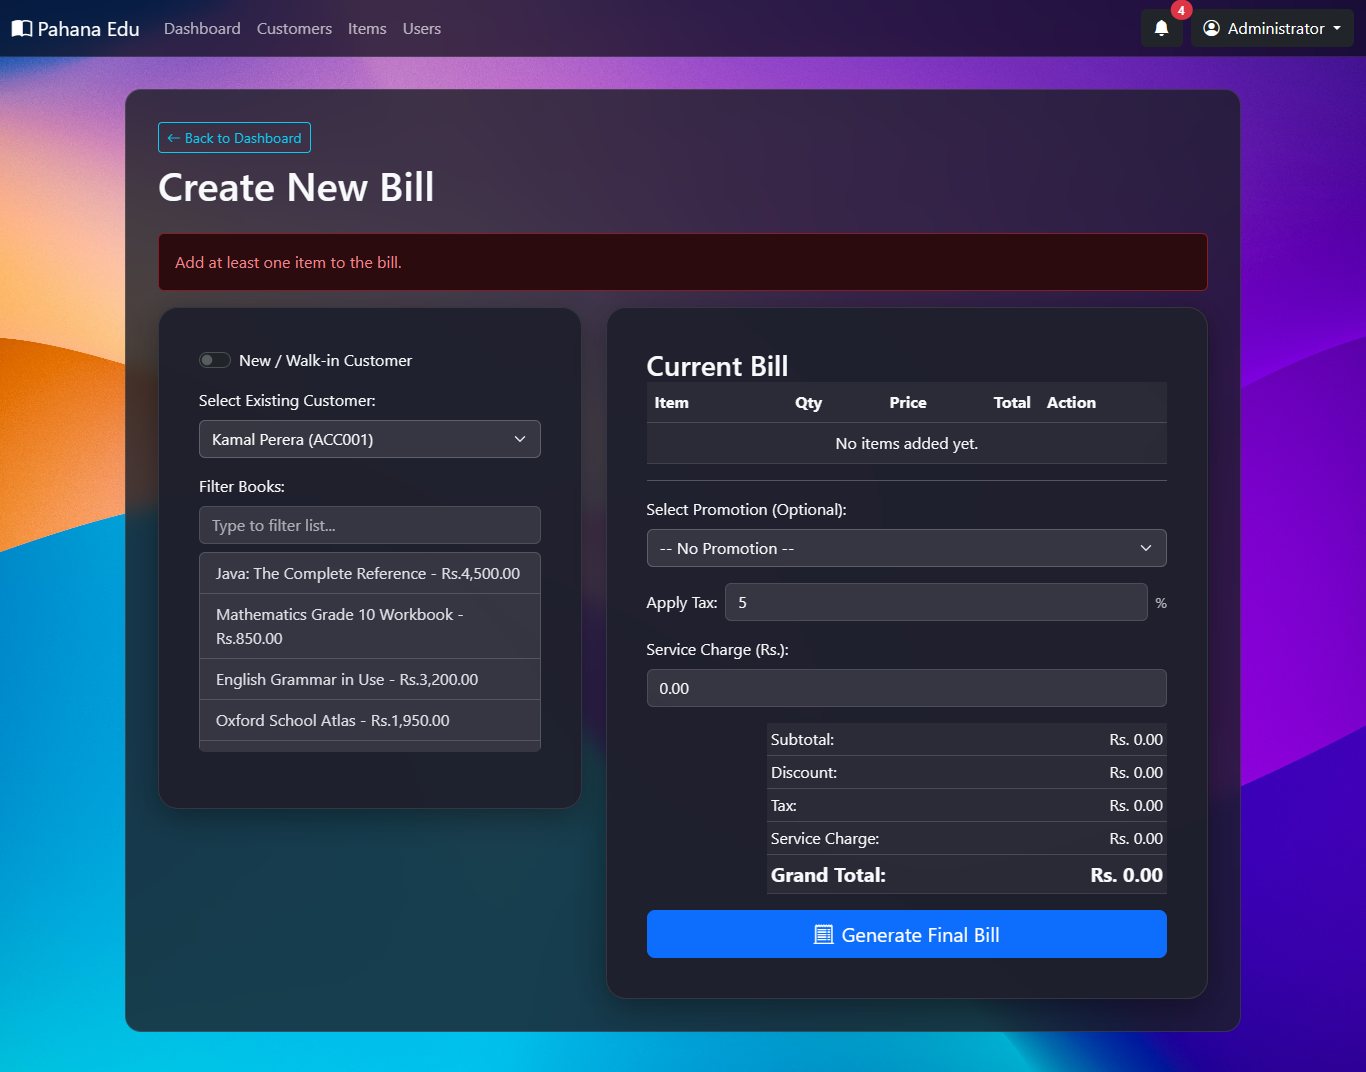 Pahana Edu Dashboard Customers Items Users 4 Administrator
← Back to Dashboard
Create New Bill
Add at least one item to the bill.
New / Walk-in Customer
Select Existing Customer:
Kamal Perera (ACC001)
Filter Books:
Type to filter list...
Java: The Complete Reference - Rs.4,500.00
Mathematics Grade 10 Workbook -
Rs.850.00
English Grammar in Use - Rs.3,200.00
Oxford School Atlas - Rs.1,950.00
Current Bill
Item Qty Price Total Action
No items added yet.
Select Promotion (Optional):
-- No Promotion --
Apply Tax: 5 %
Service Charge (Rs.):
0.00
Subtotal: Rs. 0.00
Discount: Rs. 0.00
Tax: Rs. 0.00
Service Charge: Rs. 0.00
Grand Total: Rs. 0.00
Generate Final Bill